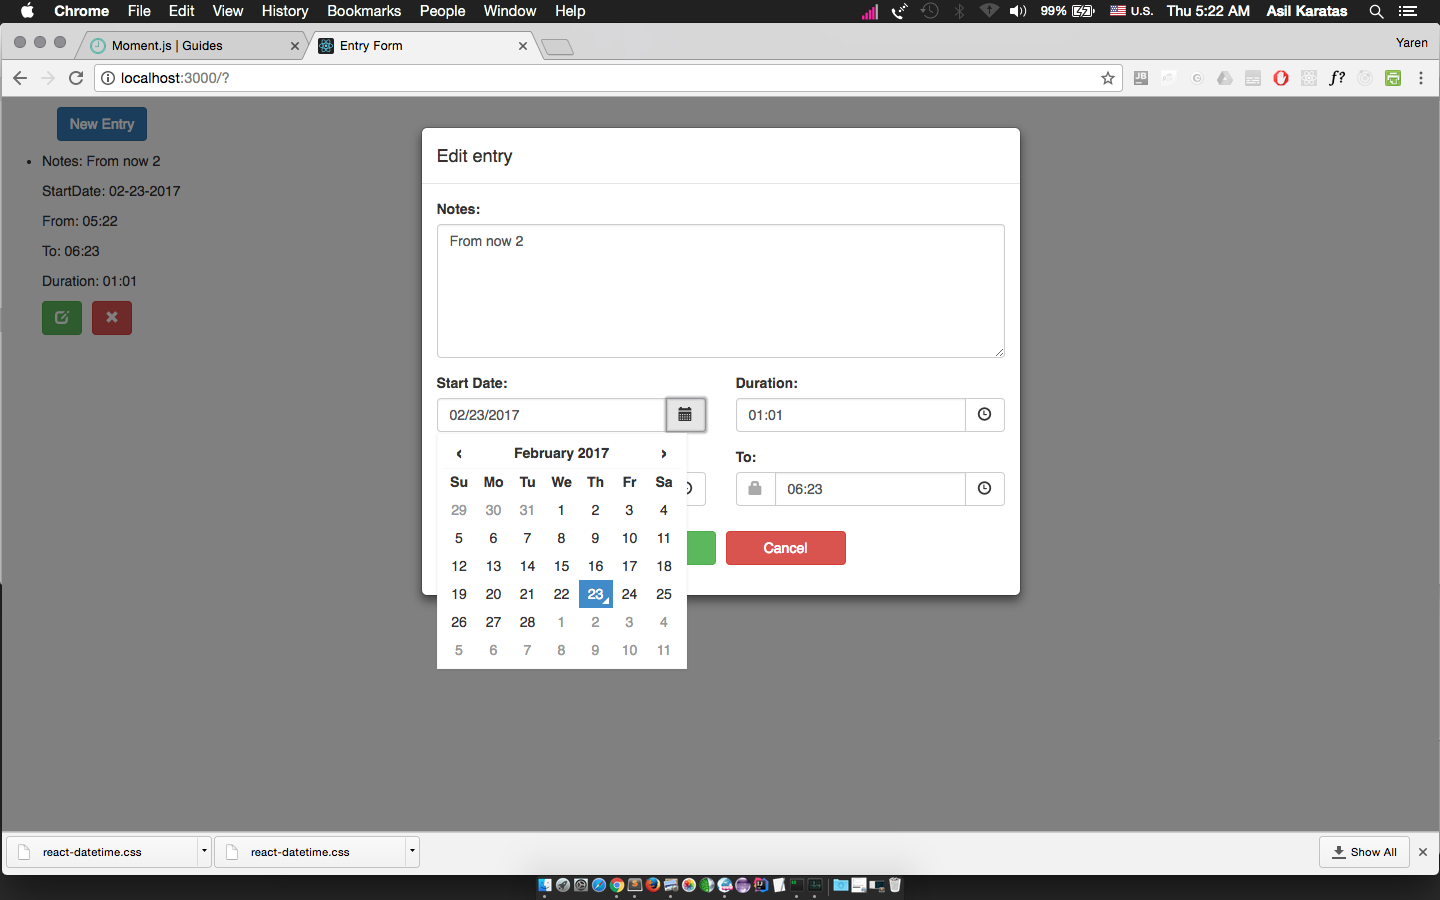 Chrome File Edit View History Bookmarks People Window Help 99% U.S. Thu 5:22 AM Asil Karatas
Moment.js | Guides Entry Form Yaren
localhost:3000/? JB G f?
New Entry
Notes: From now 2
StartDate: 02-23-2017
From: 05:22
To: 06:23
Duration: 01:01
Edit entry
Notes:
From now 2
Start Date: Duration:
02/23/2017 01:01
‹ February 2017 ›
Su Mo Tu We Th Fr Sa
29 30 31 1 2 3 4
5 6 7 8 9 10 11
12 13 14 15 16 17 18
19 20 21 22 23 24 25
26 27 28 1 2 3 4
5 6 7 8 9 10 11
To:
06:23
Cancel
react-datetime.css react-datetime.css Show All